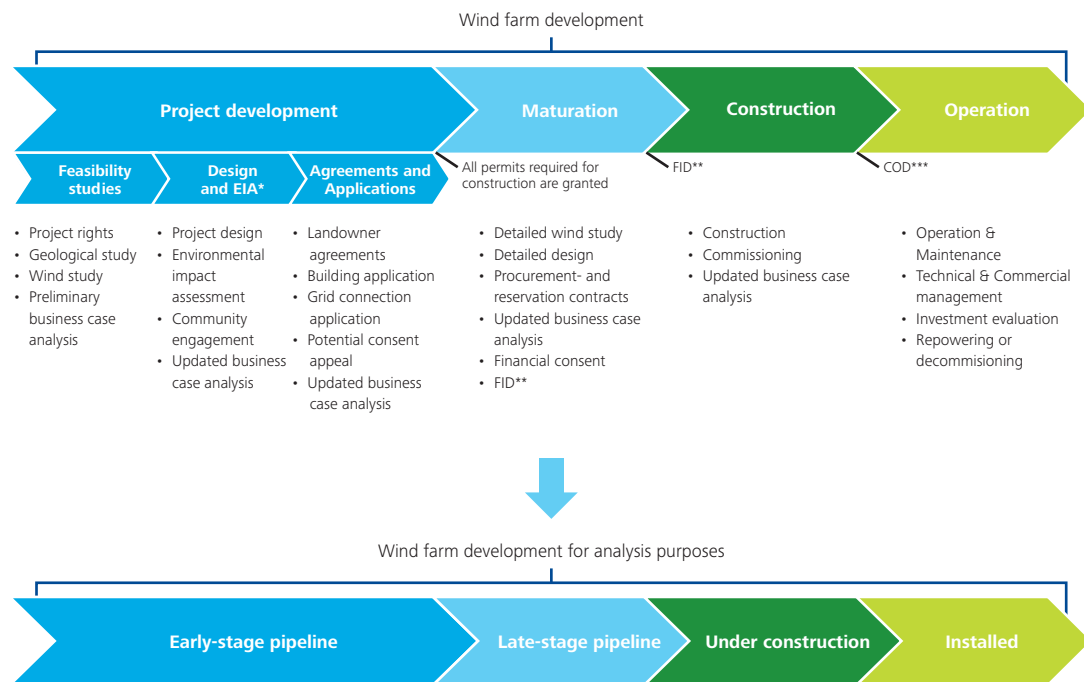 Wind farm development
Project development
Maturation
Construction
Operation
Feasibility
studies
Design
and EIA*
Agreements and
Applications
All permits required for
construction are granted
FID**
COD***
• Project rights
• Geological study
• Wind study
• Preliminary
business case
analysis
• Project design
• Environmental
impact
assessment
• Community
engagement
• Updated business
case analysis
• Landowner
agreements
• Building application
• Grid connection
application
• Potential consent
appeal
• Updated business
case analysis
• Detailed wind study
• Detailed design
• Procurement- and
reservation contracts
• Updated business case
analysis
• Financial consent
• FID**
• Construction
• Commissioning
• Updated business case
analysis
• Operation &
Maintenance
• Technical & Commercial
management
• Investment evaluation
• Repowering or
decommisioning
Wind farm development for analysis purposes
Early-stage pipeline
Late-stage pipeline
Under construction
Installed